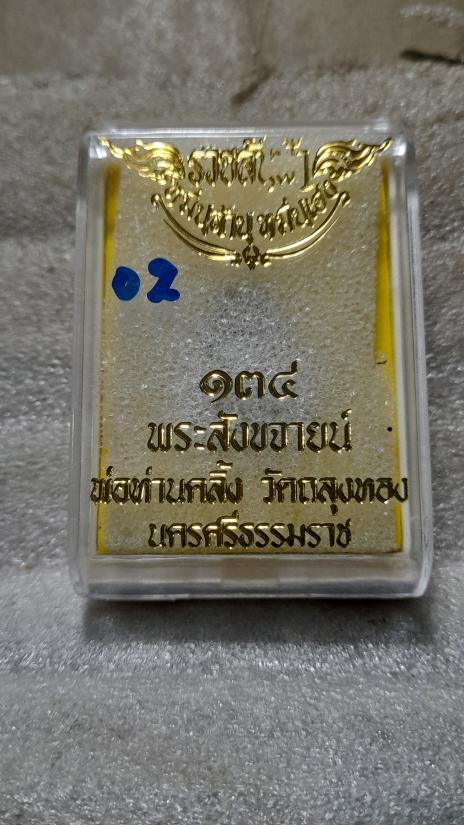 02
๑๓๔
พระสังขจายน์
พ่อท่านคลิ้ง วัดถลุงทอง
นครศรีธรรมราช